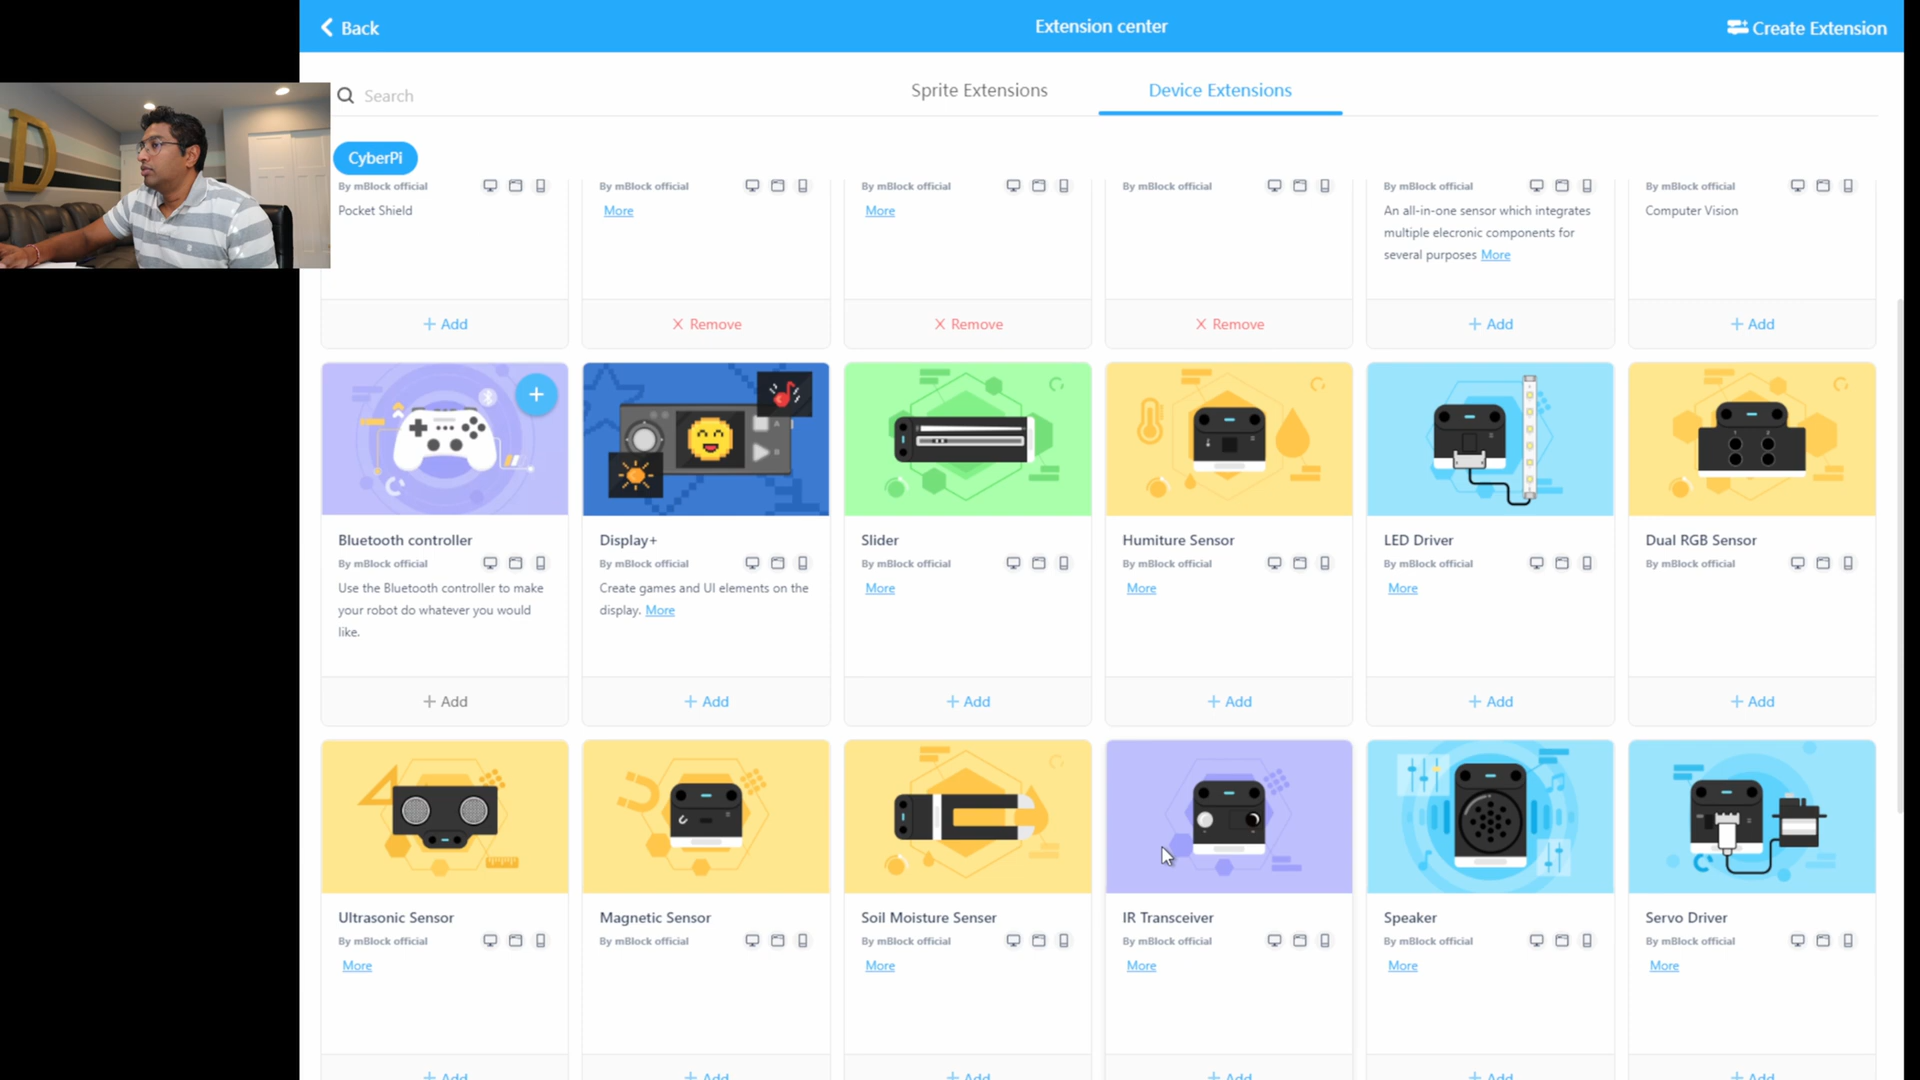 Back
Extension center
Create Extension
Search
Sprite Extensions
Device Extensions
CyberPi
By mBlock official
Pocket Shield
+ Add
By mBlock official
More
X Remove
By mBlock official
More
X Remove
By mBlock official
X Remove
By mBlock official
An all-in-one sensor which integrates
multiple elecronic components for
several purposes More
+ Add
By mBlock official
Computer Vision
+ Add
Bluetooth controller
By mBlock official
Use the Bluetooth controller to make
your robot do whatever you would
like.
+ Add
Display+
By mBlock official
Create games and UI elements on the
display. More
+ Add
Slider
By mBlock official
More
+ Add
Humiture Sensor
By mBlock official
More
+ Add
LED Driver
By mBlock official
More
+ Add
Dual RGB Sensor
By mBlock official
+ Add
Ultrasonic Sensor
By mBlock official
More
+ Add
Magnetic Sensor
By mBlock official
+ Add
Soil Moisture Senser
By mBlock official
More
+ Add
IR Transceiver
By mBlock official
More
+ Add
Speaker
By mBlock official
More
+ Add
Servo Driver
By mBlock official
More
+ Add
D